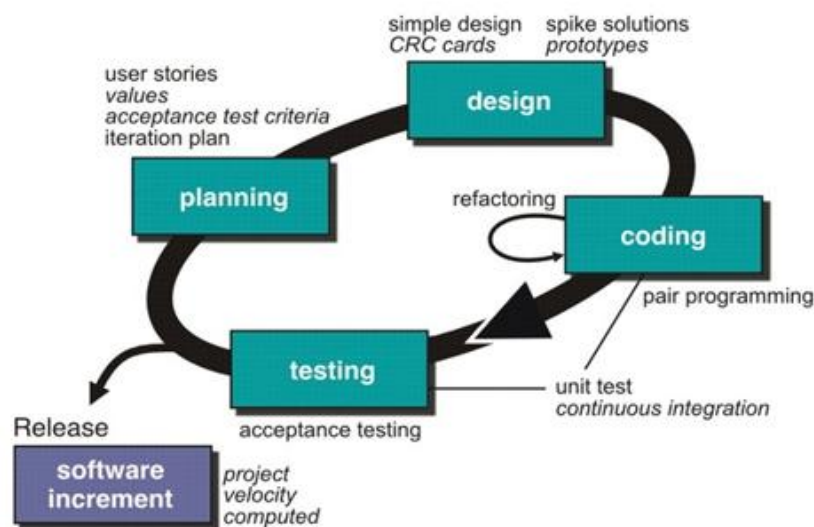 simple design
CRC cards
spike solutions
prototypes
design
user stories
values
acceptance test criteria
iteration plan
planning
refactoring
coding
pair programming
testing
unit test
continuous integration
acceptance testing
Release
software
increment
project
velocity
computed